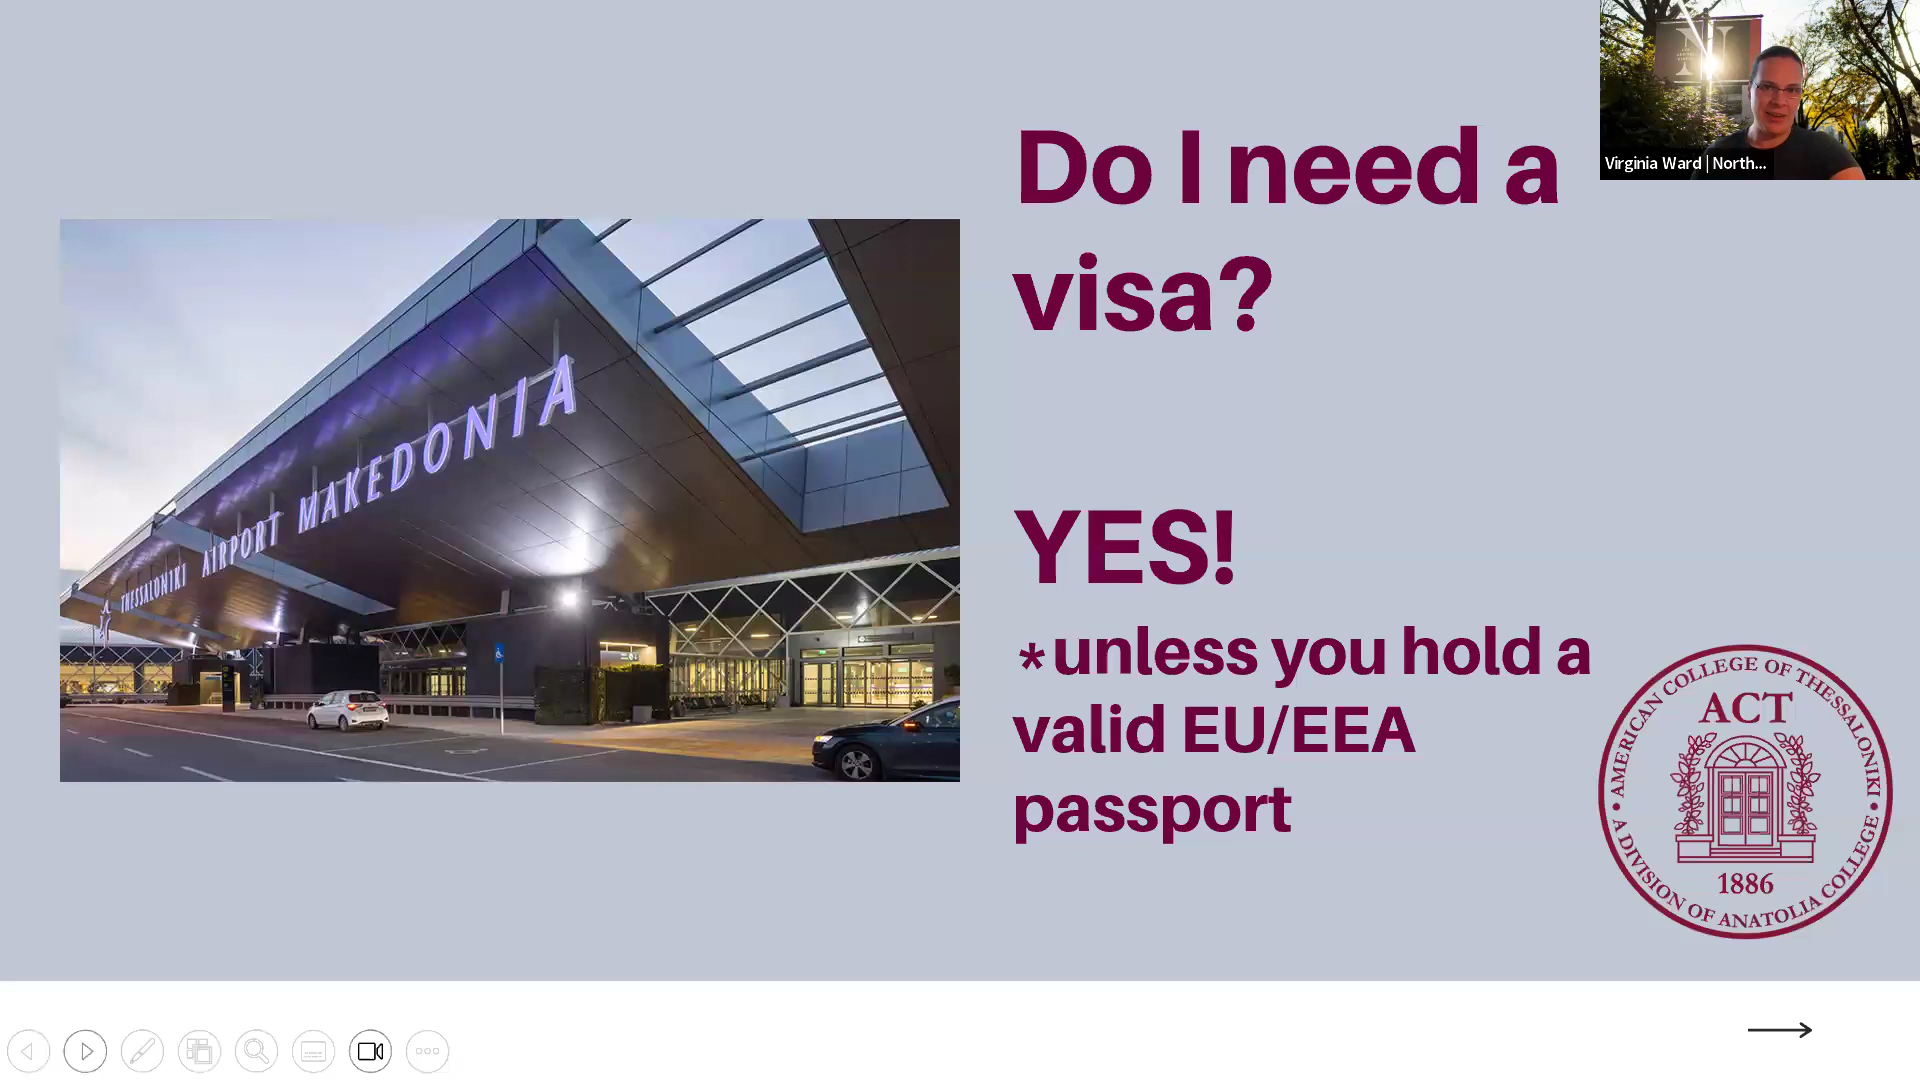 Do I need a
visa?
YES!
*unless you hold a
valid EU/EEA
passport
Virginia Ward | North...
THESSALONIKI AIRPORT MAKEDONIA
• AMERICAN COLLEGE OF THESSALONIKI •
ACT
1886
A DIVISION OF ANATOLIA COLLEGE